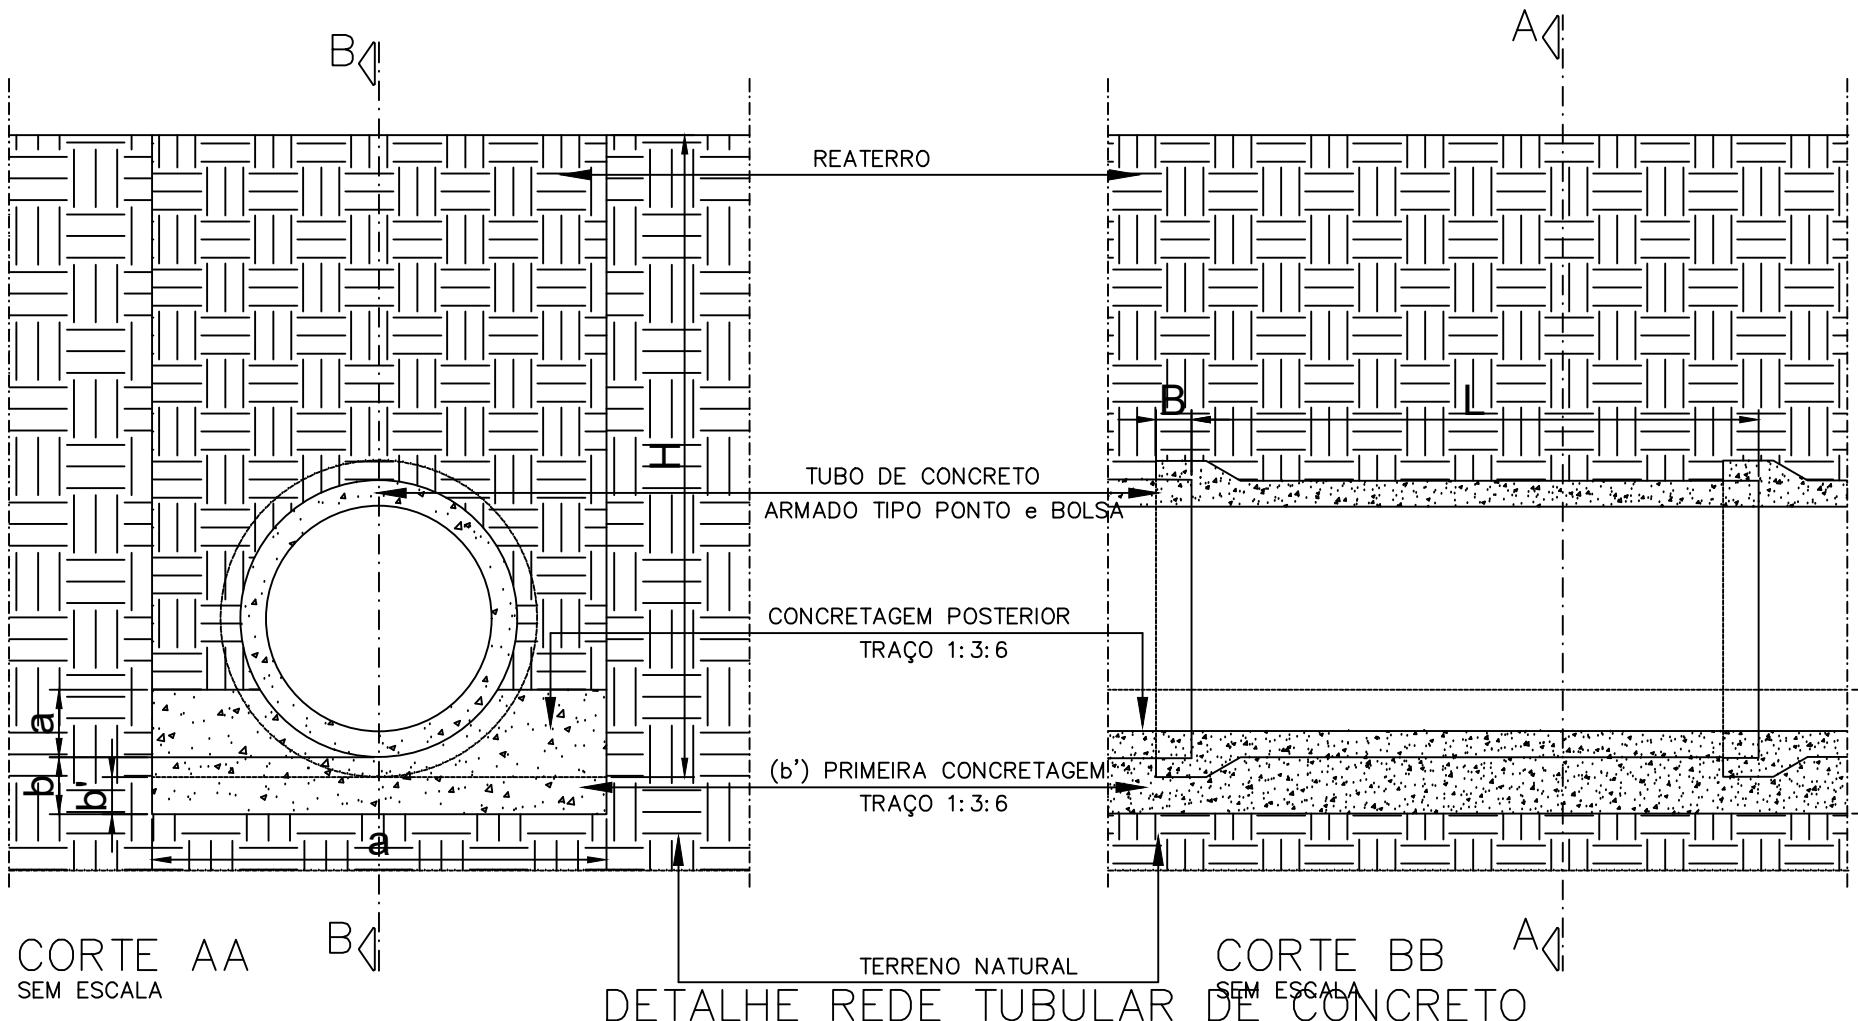 B
A
REATERRO
B
L
H
TUBO DE CONCRETO
ARMADO TIPO PONTO e BOLSA
CONCRETAGEM POSTERIOR
TRAÇO 1:3:6
a
b
b'
(b') PRIMEIRA CONCRETAGEM
TRAÇO 1:3:6
a
B
A
CORTE AA
SEM ESCALA
TERRENO NATURAL
CORTE BB
SEM ESCALA
DETALHE REDE TUBULAR DE CONCRETO